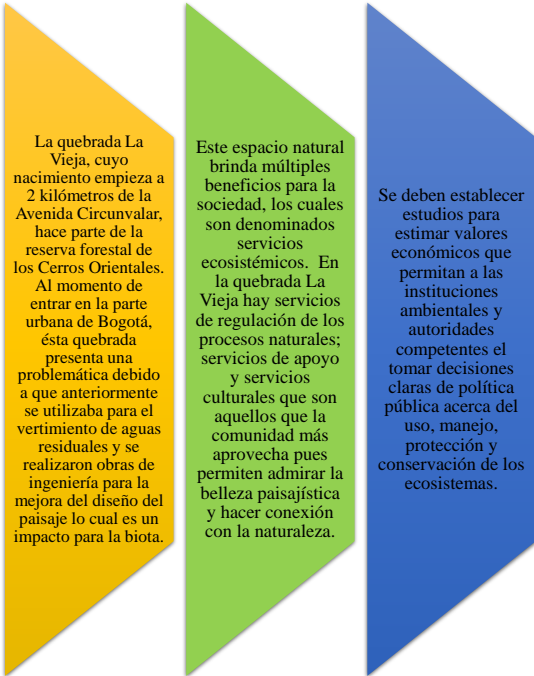 La quebrada La
Vieja, cuyo
nacimiento empieza a
2 kilómetros de la
Avenida Circunvalar,
hace parte de la
reserva forestal de
los Cerros Orientales.
Al momento de
entrar en la parte
urbana de Bogotá,
ésta quebrada
presenta una
problemática debido
a que anteriormente
se utilizaba para el
vertimiento de aguas
residuales y se
realizaron obras de
ingeniería para la
mejora del diseño del
paisaje lo cual es un
impacto para la biota.
Este espacio natural
brinda múltiples
beneficios para la
sociedad, los cuales
son denominados
servicios
ecosistémicos. En
la quebrada La
Vieja hay servicios
de regulación de los
procesos naturales;
servicios de apoyo
y servicios
culturales que son
aquellos que la
comunidad más
aprovecha pues
permiten admirar la
belleza paisajística
y hacer conexión
con la naturaleza.
Se deben establecer
estudios para
estimar valores
económicos que
permitan a las
instituciones
ambientales y
autoridades
competentes el
tomar decisiones
claras de política
pública acerca del
uso, manejo,
protección y
conservación de los
ecosistemas.